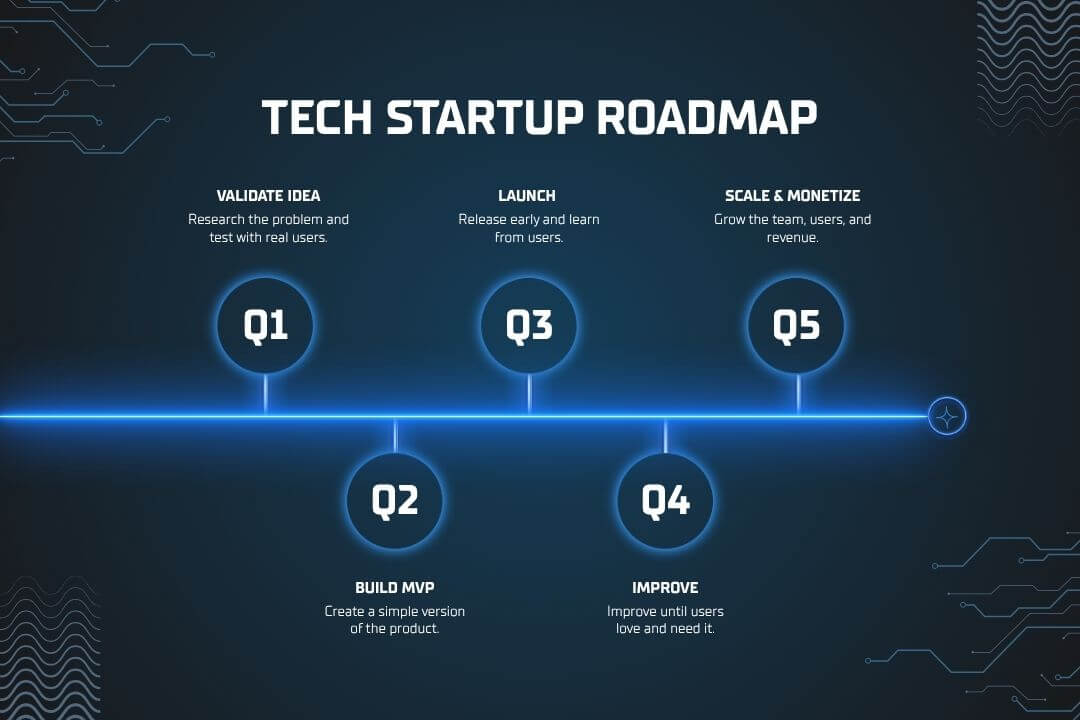 TECH STARTUP ROADMAP
VALIDATE IDEA
Research the problem and
test with real users.
Q1
BUILD MVP
Create a simple version
of the product.
Q2
LAUNCH
Release early and learn
from users.
Q3
IMPROVE
Improve until users
love and need it.
Q4
SCALE & MONETIZE
Grow the team, users, and
revenue.
Q5